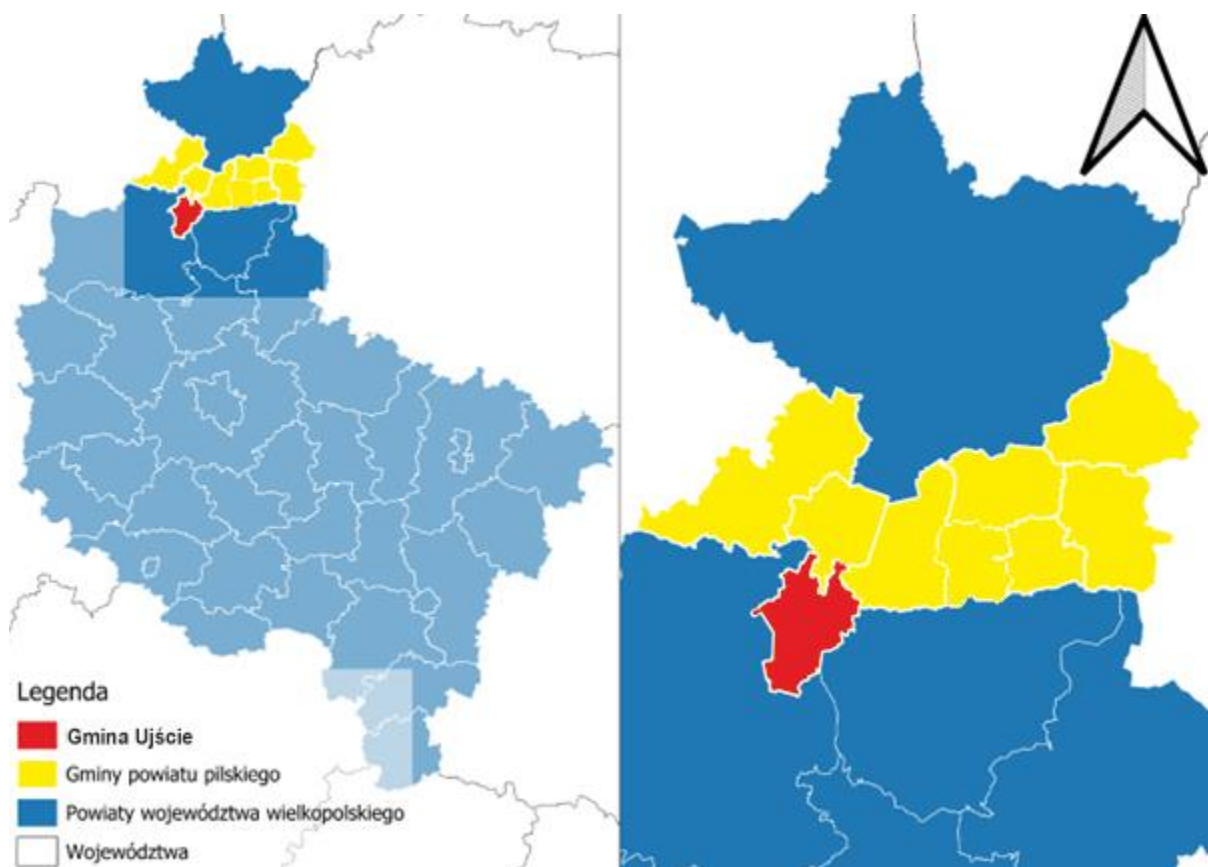 Legenda
Gmina Ujście
Gminy powiatu pilskiego
Powiaty województwa wielkopolskiego
Województwa